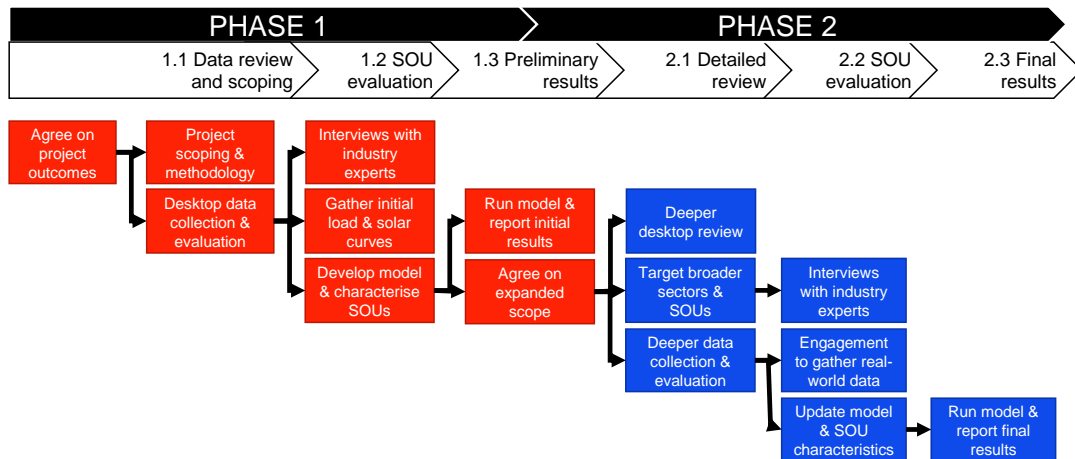 PHASE 1
PHASE 2
1.1 Data review
and scoping
1.2 SOU
evaluation
1.3 Preliminary
results
2.1 Detailed
review
2.2 SOU
evaluation
2.3 Final
results
Agree on
project
outcomes
Project
scoping &
methodology
Desktop data
collection &
evaluation
Interviews with
industry
experts
Gather initial
load & solar
curves
Develop model
& characterise
SOUs
Run model &
report initial
results
Agree on
expanded
scope
Deeper
desktop review
Target broader
sectors &
SOUs
Deeper data
collection &
evaluation
Interviews
with industry
experts
Engagement
to gather real-
world data
Update model
& SOU
characteristics
Run model &
report final
results